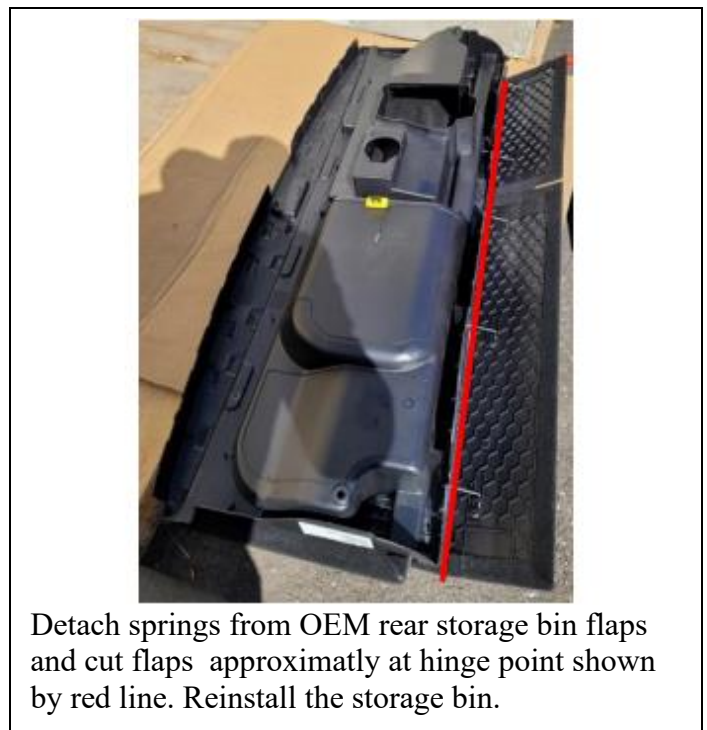 Detach springs from OEM rear storage bin flaps
and cut flaps  approximatly at hinge point shown
by red line. Reinstall the storage bin.